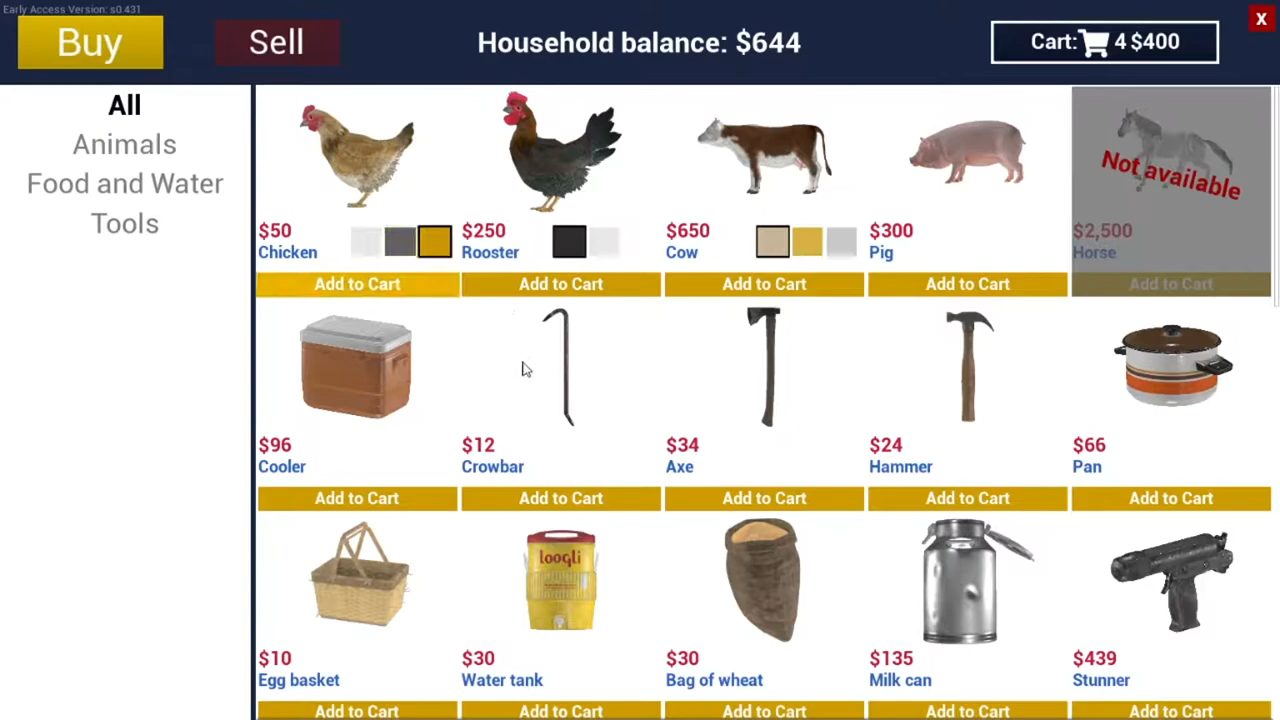 Early Access Version: s0.431
Buy
Sell
Household balance: $644
Cart: 4 $400
X
All
Animals
Food and Water
Tools
$50
Chicken
Add to Cart
$250
Rooster
Add to Cart
$650
Cow
Add to Cart
$300
Pig
Add to Cart
Not available
$2,500
Horse
Add to Cart
$96
Cooler
Add to Cart
$12
Crowbar
Add to Cart
$34
Axe
Add to Cart
$24
Hammer
Add to Cart
$66
Pan
Add to Cart
$10
Egg basket
Add to Cart
loogli
$30
Water tank
Add to Cart
$30
Bag of wheat
Add to Cart
$135
Milk can
Add to Cart
$439
Stunner
Add to Cart